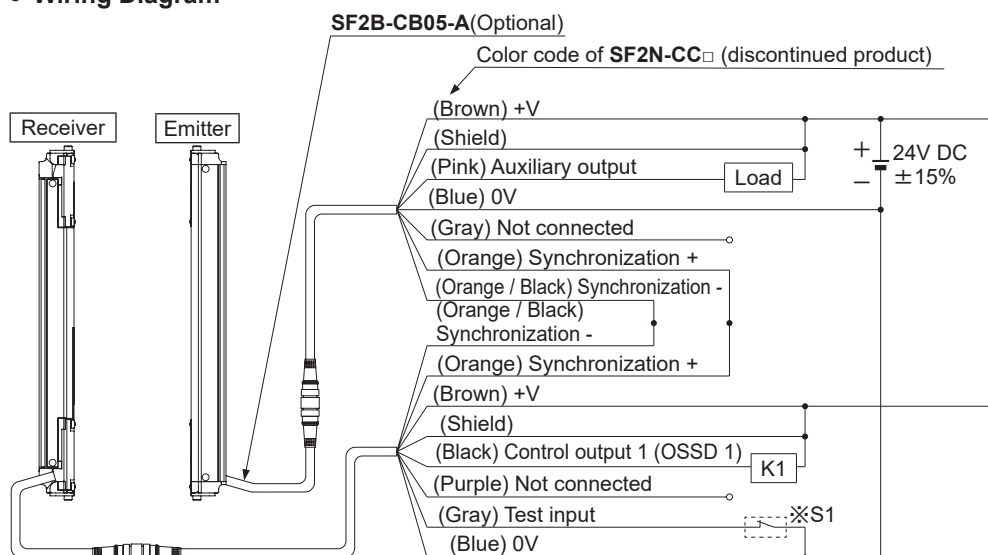 • Wiring Diagram
SF2B-CB05-A(Optional)
Color code of SF2N-CC□ (discontinued product)
Receiver
Emitter
(Brown) +V
(Shield)
(Pink) Auxiliary output
Load
+
24V DC
−
±15%
(Blue) 0V
(Gray) Not connected
(Orange) Synchronization +
(Orange / Black) Synchronization -
(Orange / Black)
Synchronization -
(Orange) Synchronization +
(Brown) +V
(Shield)
(Black) Control output 1 (OSSD 1)
K1
(Purple) Not connected
(Gray) Test input
※S1
(Blue) 0V